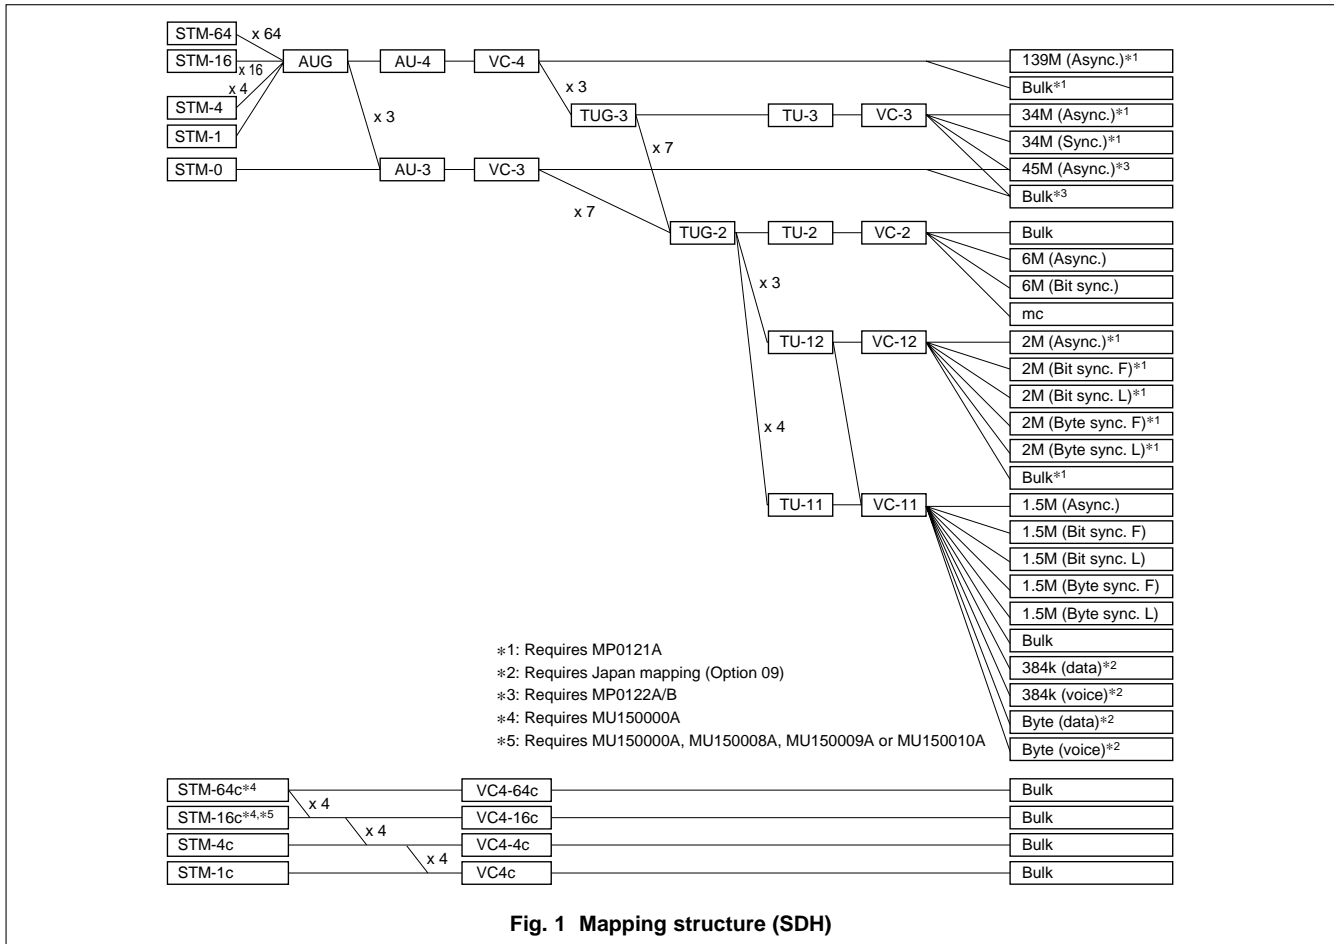 STM-64 x 64
STM-16 AUG AU-4 VC-4 139M (Async.)*1
x 16
x 4 x 3 Bulk*1
STM-4 x 3 TUG-3 TU-3 VC-3 34M (Async.)*1
STM-1 34M (Sync.)*1
x 7
STM-0 AU-3 VC-3 45M (Async.)*3
Bulk*3
x 7
TUG-2 TU-2 VC-2 Bulk
6M (Async.)
x 3 6M (Bit sync.)
mc
TU-12 VC-12 2M (Async.)*1
2M (Bit sync. F)*1
2M (Bit sync. L)*1
x 4 2M (Byte sync. F)*1
2M (Byte sync. L)*1
Bulk*1
TU-11 VC-11 1.5M (Async.)
1.5M (Bit sync. F)
1.5M (Bit sync. L)
1.5M (Byte sync. F)
1.5M (Byte sync. L)
Bulk
384k (data)*2
384k (voice)*2
Byte (data)*2
Byte (voice)*2
*1: Requires MP0121A
*2: Requires Japan mapping (Option 09)
*3: Requires MP0122A/B
*4: Requires MU150000A
*5: Requires MU150000A, MU150008A, MU150009A or MU150010A
STM-64c*4 VC4-64c Bulk
x 4
STM-16c*4,*5 VC4-16c Bulk
x 4
STM-4c VC4-4c Bulk
x 4
STM-1c VC4c Bulk
Fig. 1 Mapping structure (SDH)